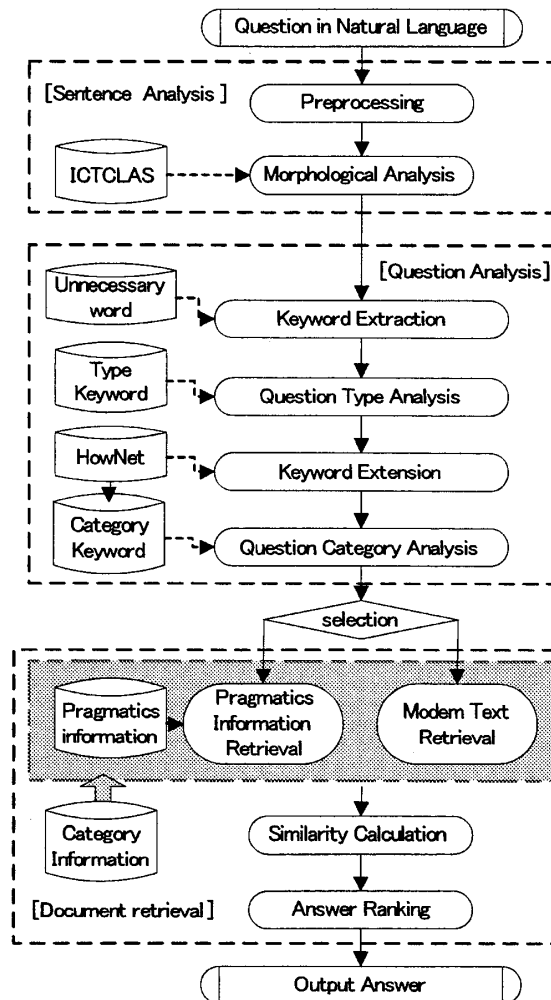 Question in Natural Language
[Sentence Analysis ]
Preprocessing
ICTCLAS
Morphological Analysis
[Question Analysis]
Unnecessary
word
Keyword Extraction
Type
Keyword
Question Type Analysis
HowNet
Keyword Extension
Category
Keyword
Question Category Analysis
selection
Pragmatics
information
Pragmatics
Information
Retrieval
Modem Text
Retrieval
Category
Information
Similarity Calculation
[Document retrieval]
Answer Ranking
Output Answer